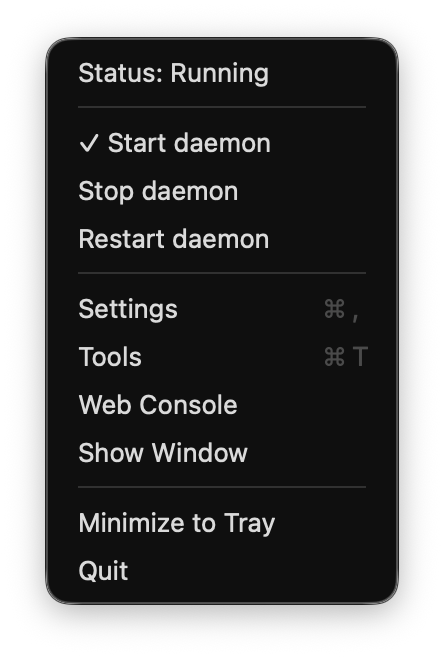 Status: Running
✓ Start daemon
Stop daemon
Restart daemon
Settings ⌘ ,
Tools ⌘ T
Web Console
Show Window
Minimize to Tray
Quit